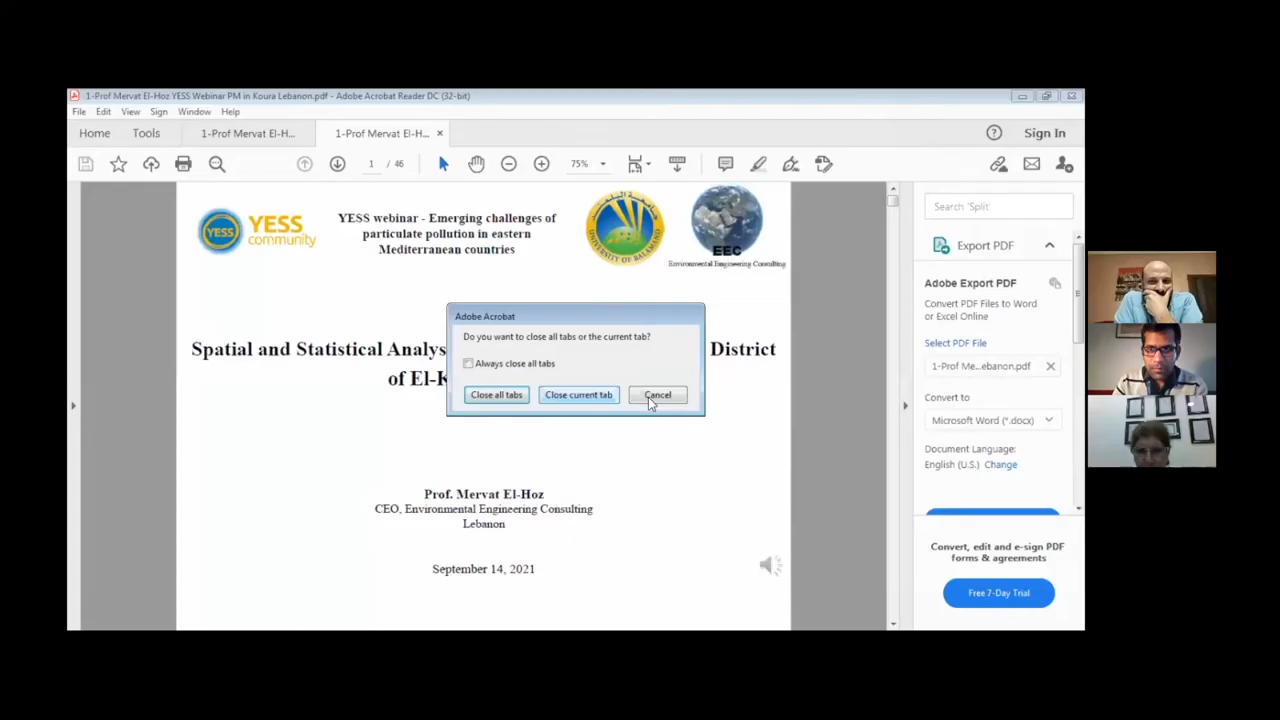 1-Prof Mervat El-Hoz YESS Webinar PM in Koura Lebanon.pdf - Adobe Acrobat Reader DC (32-bit)
File Edit View Sign Window Help
Home Tools 1-Prof Mervat El-H... 1-Prof Mervat El-H... × Sign In
1 / 46 75%
YESS
YESS community
YESS webinar - Emerging challenges of
particulate pollution in eastern
Mediterranean countries
UNIVERSITY OF BALAMAND
EEC
Environmental Engineering Consulting
Adobe Acrobat
Do you want to close all tabs or the current tab?
Always close all tabs
Close all tabs Close current tab Cancel
Spatial and Statistical Analys District
of El-K
Prof. Mervat El-Hoz
CEO, Environmental Engineering Consulting
Lebanon
September 14, 2021
Search 'Split'
Export PDF
Adobe Export PDF
Convert PDF Files to Word
or Excel Online
Select PDF File
1-Prof Me...ebanon.pdf
Convert to
Microsoft Word (*.docx)
Document Language:
English (U.S.) Change
Convert, edit and e-sign PDF
forms & agreements
Free 7-Day Trial